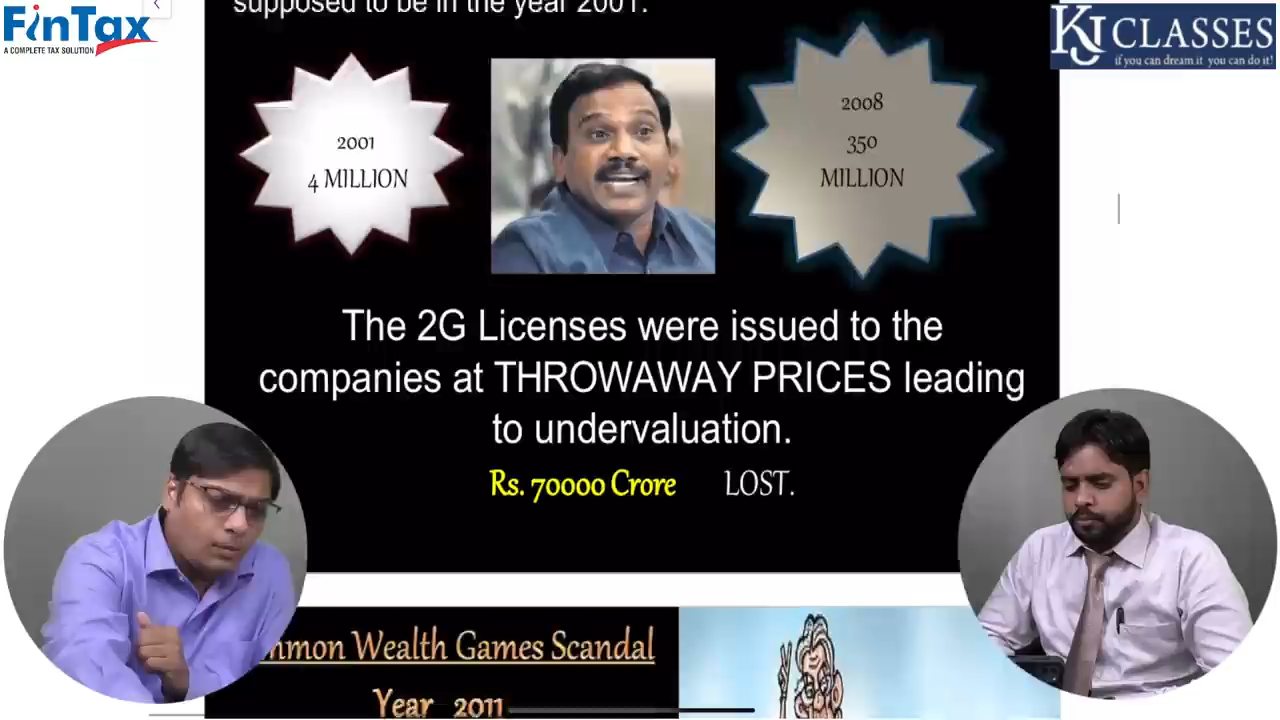 supposed to be in the year 2001.
FinTax
A COMPLETE TAX SOLUTION
KJ CLASSES
if you can dream it you can do it!
2001
4 MILLION
2008
350
MILLION
The 2G Licenses were issued to the
companies at THROWAWAY PRICES leading
to undervaluation.
Rs. 70000 Crore LOST.
mmon Wealth Games Scandal
Year 2011